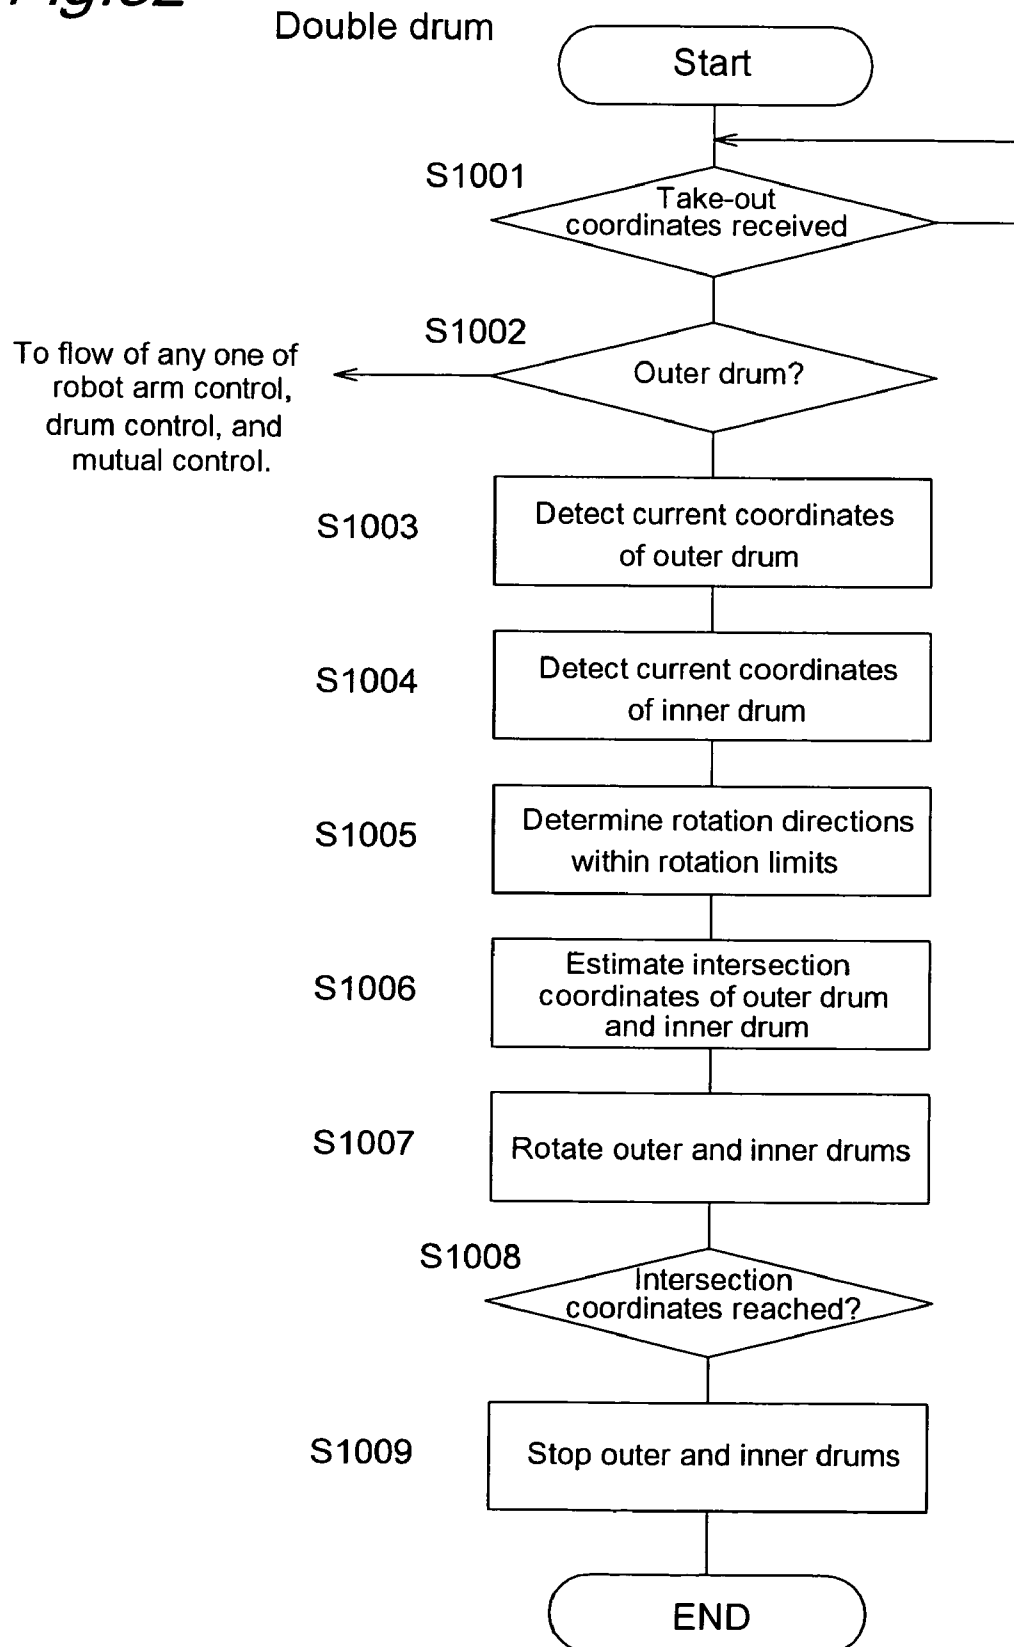 Double drum
Start
S1001
Take-out
coordinates received
S1002
Outer drum?
To flow of any one of
robot arm control,
drum control, and
mutual control.
S1003
Detect current coordinates
of outer drum
S1004
Detect current coordinates
of inner drum
S1005
Determine rotation directions
within rotation limits
S1006
Estimate intersection
coordinates of outer drum
and inner drum
S1007
Rotate outer and inner drums
S1008
Intersection
coordinates reached?
S1009
Stop outer and inner drums
END